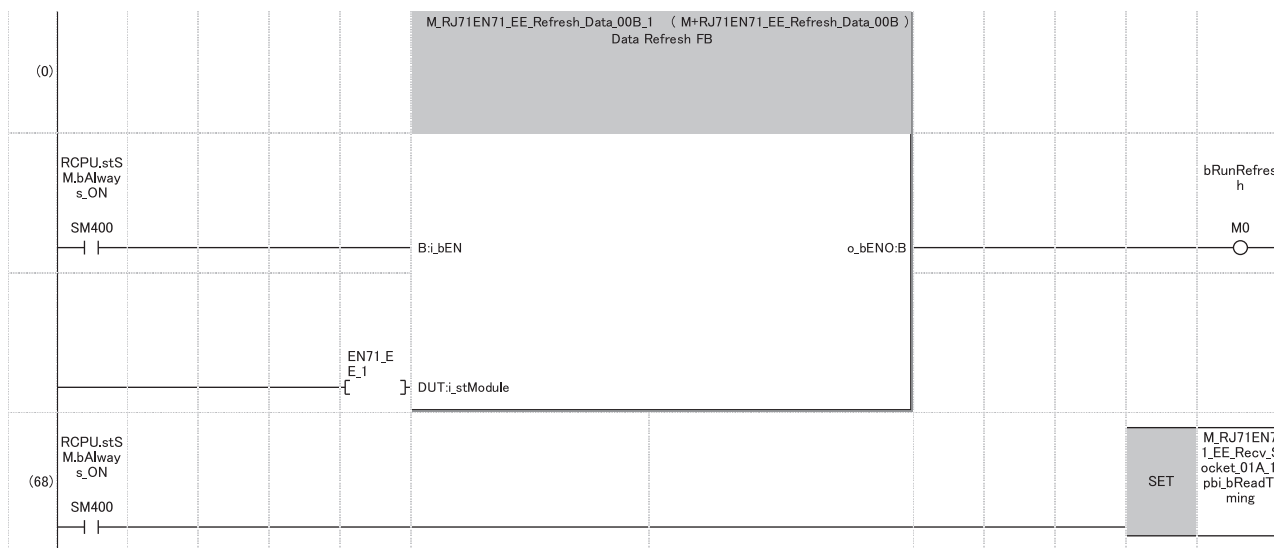 M_RJ71EN71_EE_Refresh_Data_00B_1 ( M+RJ71EN71_EE_Refresh_Data_00B )
Data Refresh FB
(0)
RCPU.stS
M.bAlway
s_ON
SM400
B:i_bEN
o_bENO:B
bRunRefres
h
M0
EN71_E
E_1
DUT:i_stModule
(68)
RCPU.stS
M.bAlway
s_ON
SM400
SET
M_RJ71EN7
1_EE_Recv_S
ocket_01A_1
pbi_bReadT
ming